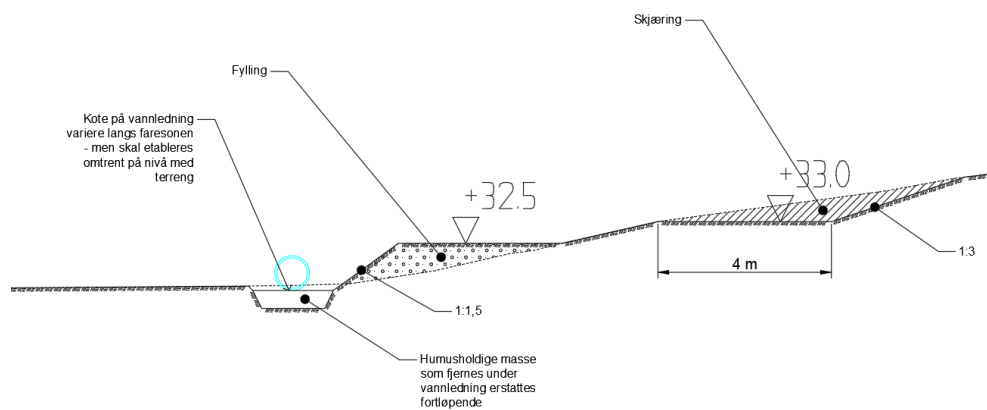 Skjæring
Fylling
Kote på vannledning
variere langs faresonen
- men skal etableres
omtrent på nivå med
terreng
+32.5
+33.0
1:3
4 m
1:1,5
Humusholdige masse
som fjernes under
vannledning erstattes
fortløpende